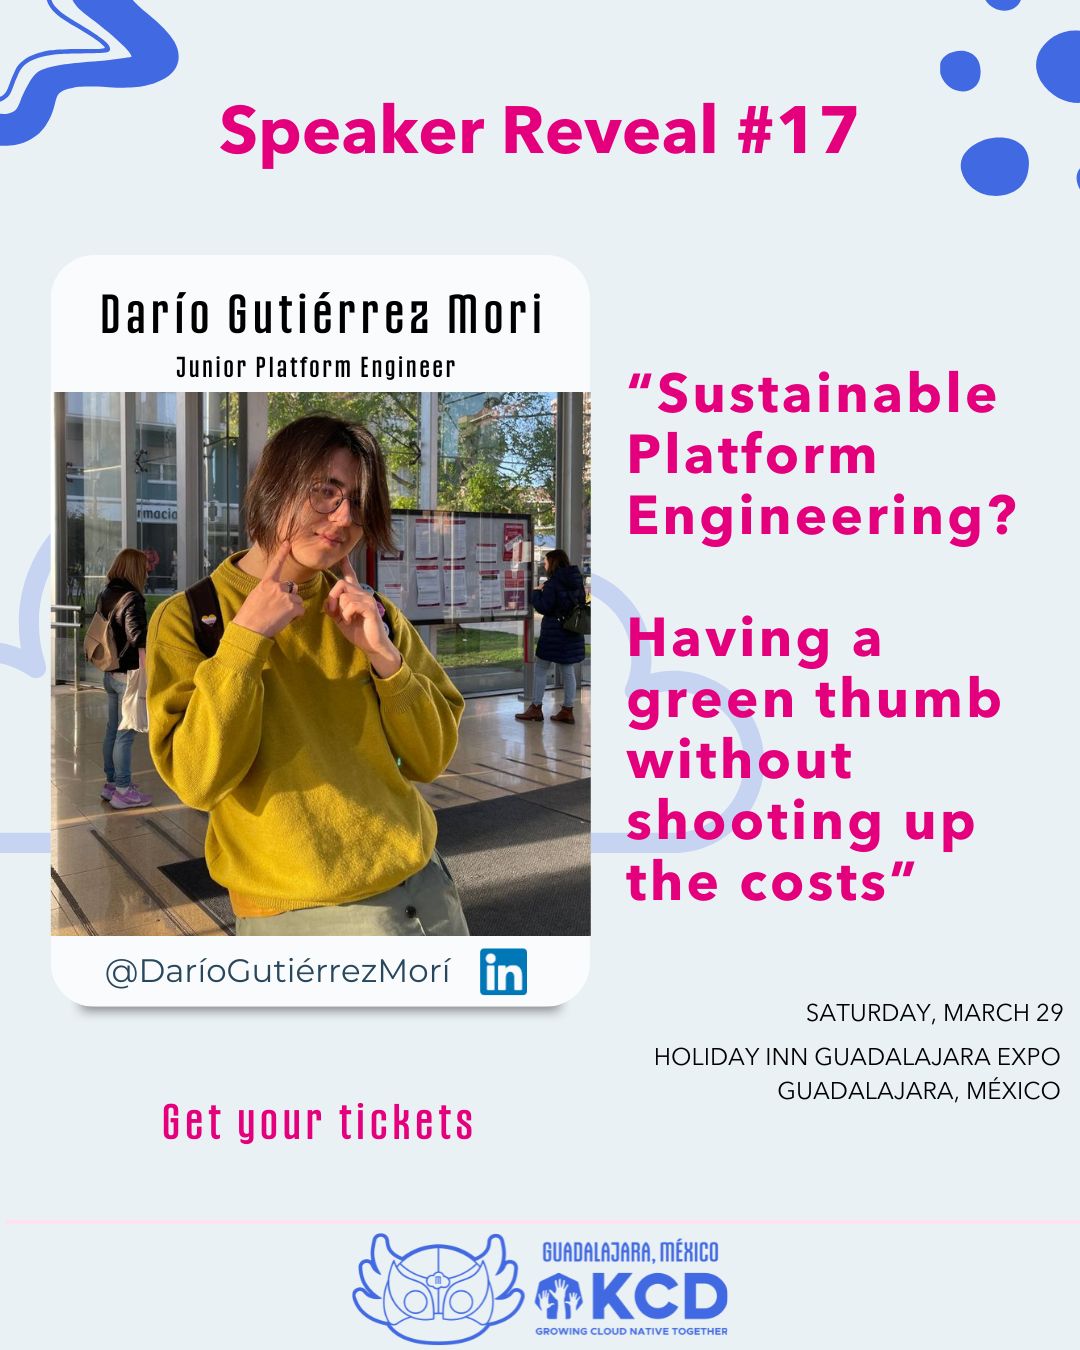 Speaker Reveal #17
Darío Gutiérrez Mori
Junior Platform Engineer
rmacia
@DaríoGutiérrezMorí
in
“Sustainable
Platform
Engineering?
Having a
green thumb
without
shooting up
the costs”
SATURDAY, MARCH 29
HOLIDAY INN GUADALAJARA EXPO
GUADALAJARA, MÉXICO
Get your tickets
M
GUADALAJARA, MÉXICO
KCD
GROWING CLOUD NATIVE TOGETHER